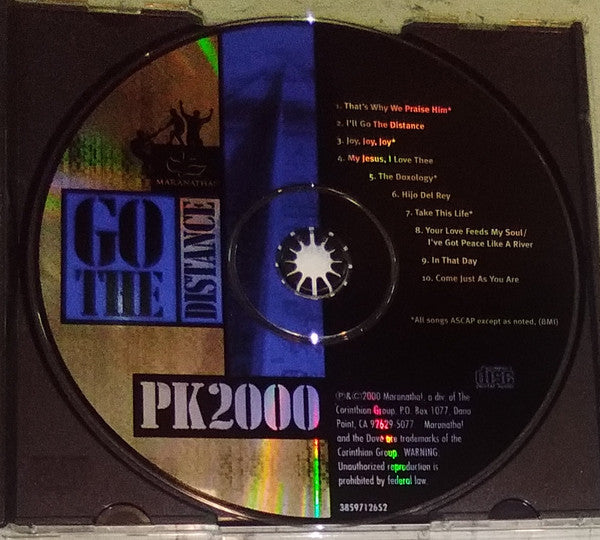 MARANATHA!
GO
THE
DISTANCE
PK2000
1. That's Why We Praise Him*
2. I'll Go The Distance
3. Joy, Joy, Joy*
4. My Jesus, I Love Thee
5. The Doxology*
6. Hijo Del Rey
7. Take This Life*
8. Your Love Feeds My Soul/
I've Got Peace Like A River
9. In That Day
10. Come Just As You Are
*All songs ASCAP except as noted, (BMI)
COMPACT
disc
DIGITAL AUDIO
℗&©2000 Maranatha!, a div. of The
Corinthian Group. P.O. Box 1077, Dana
Point, CA 92629-5077 Maranatha!
and the Dove are trademarks of the
Corinthian Group. WARNING
Unauthorized reproduction is
prohibited by federal law.
3859712652